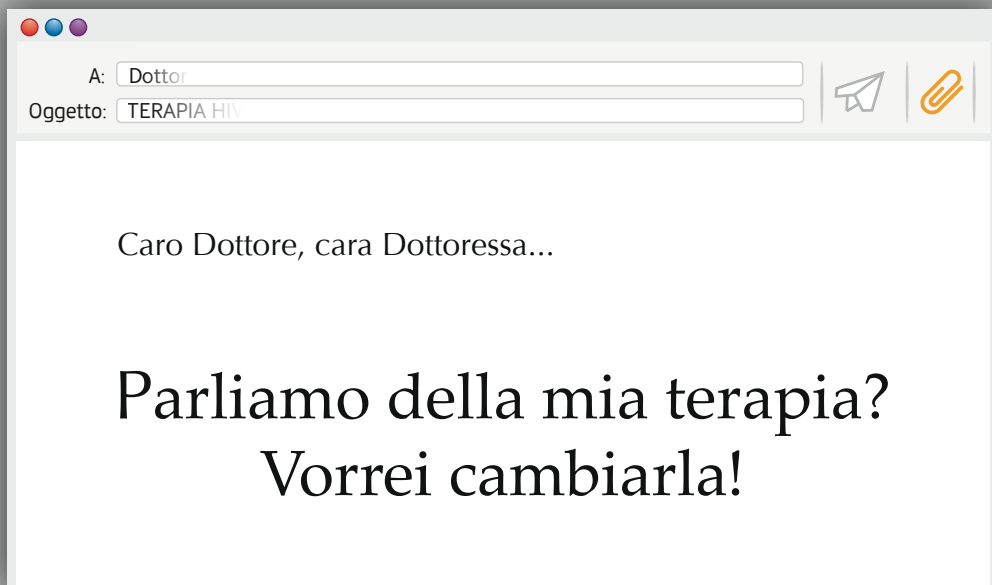 A: Dottor
Oggetto: TERAPIA HIV
Caro Dottore, cara Dottoressa...
Parliamo della mia terapia?
Vorrei cambiarla!